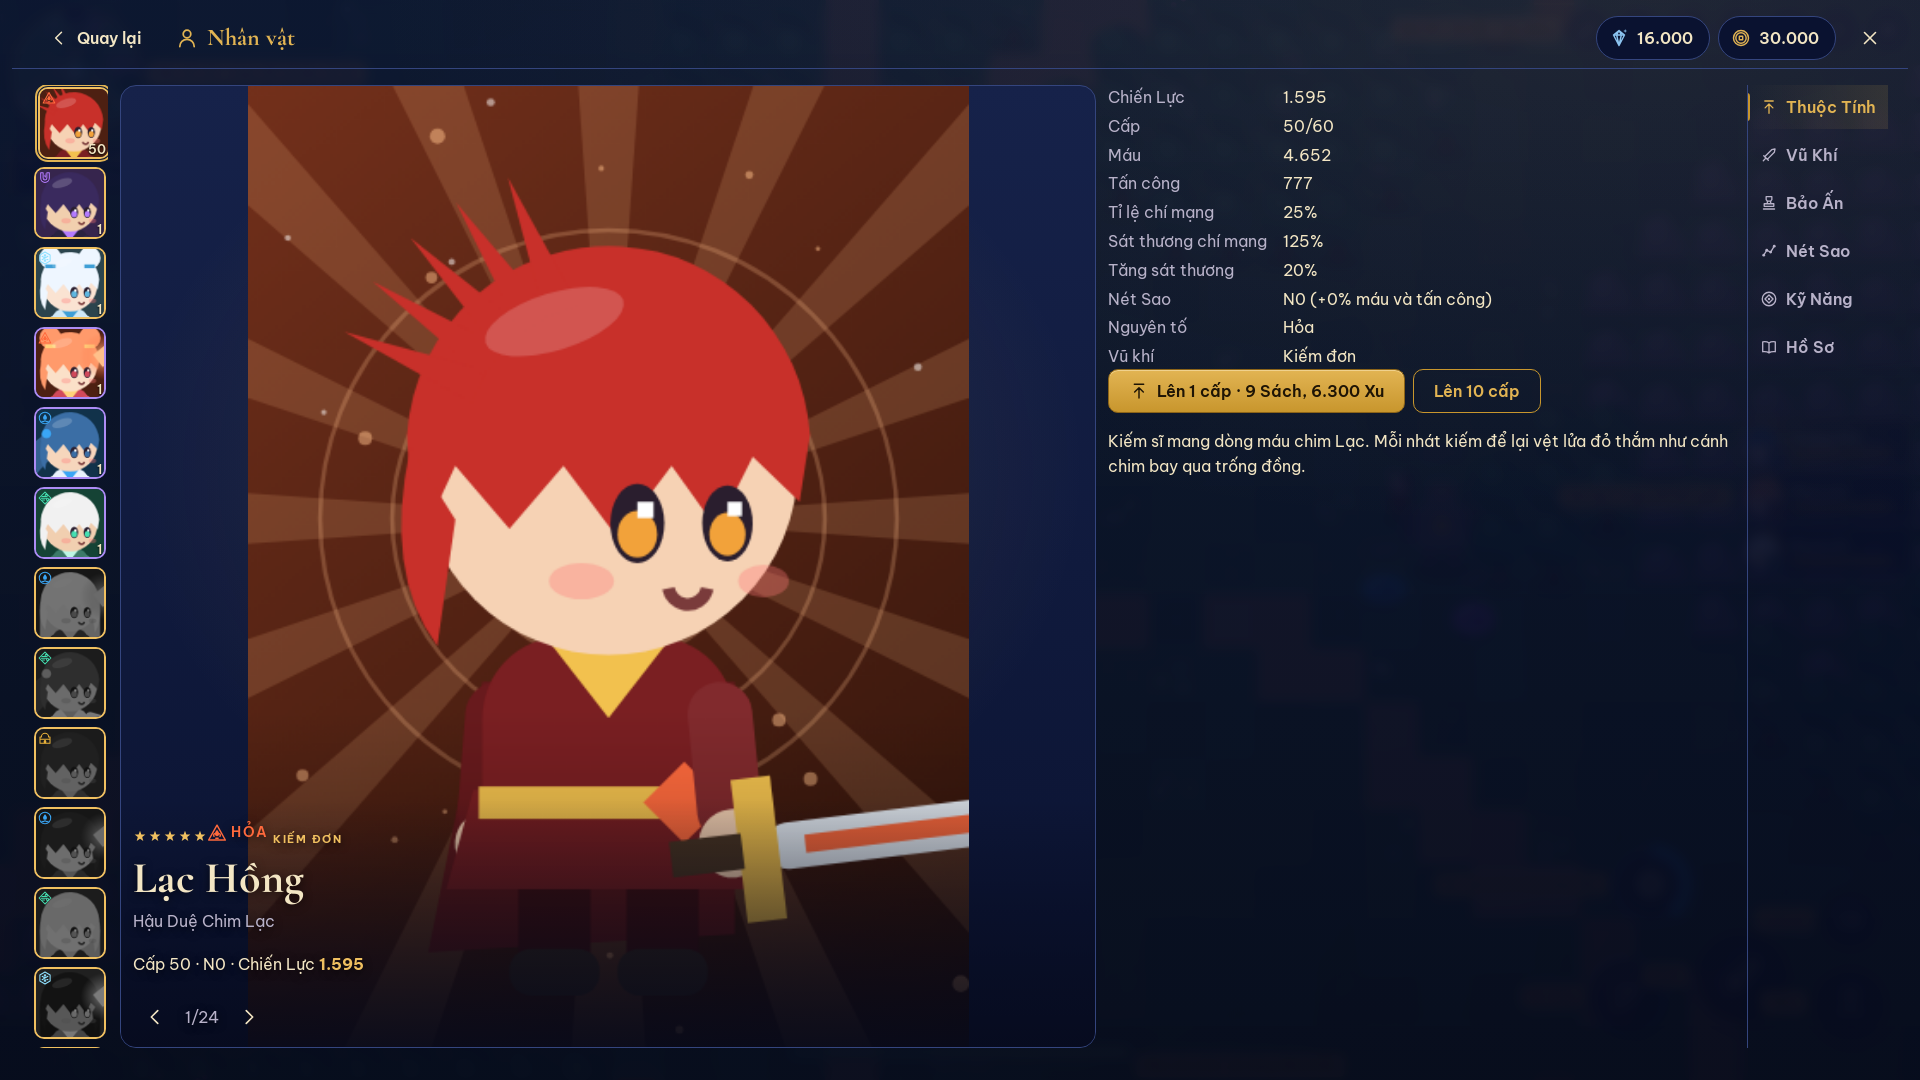 Quay lại
Nhân vật
16.000
30.000
50
1
1
1
1
1
★★★★★ HỎA KIẾM ĐƠN
Lạc Hồng
Hậu Duệ Chim Lạc
Cấp 50 · N0 · Chiến Lực 1.595
1/24
Chiến Lực 1.595
Cấp 50/60
Máu 4.652
Tấn công 777
Tỉ lệ chí mạng 25%
Sát thương chí mạng 125%
Tăng sát thương 20%
Nét Sao N0 (+0% máu và tấn công)
Nguyên tố Hỏa
Vũ khí Kiếm đơn
Lên 1 cấp · 9 Sách, 6.300 Xu
Lên 10 cấp
Kiếm sĩ mang dòng máu chim Lạc. Mỗi nhát kiếm để lại vệt lửa đỏ thắm như cánh
chim bay qua trống đồng.
Thuộc Tính
Vũ Khí
Bảo Ấn
Nét Sao
Kỹ Năng
Hồ Sơ